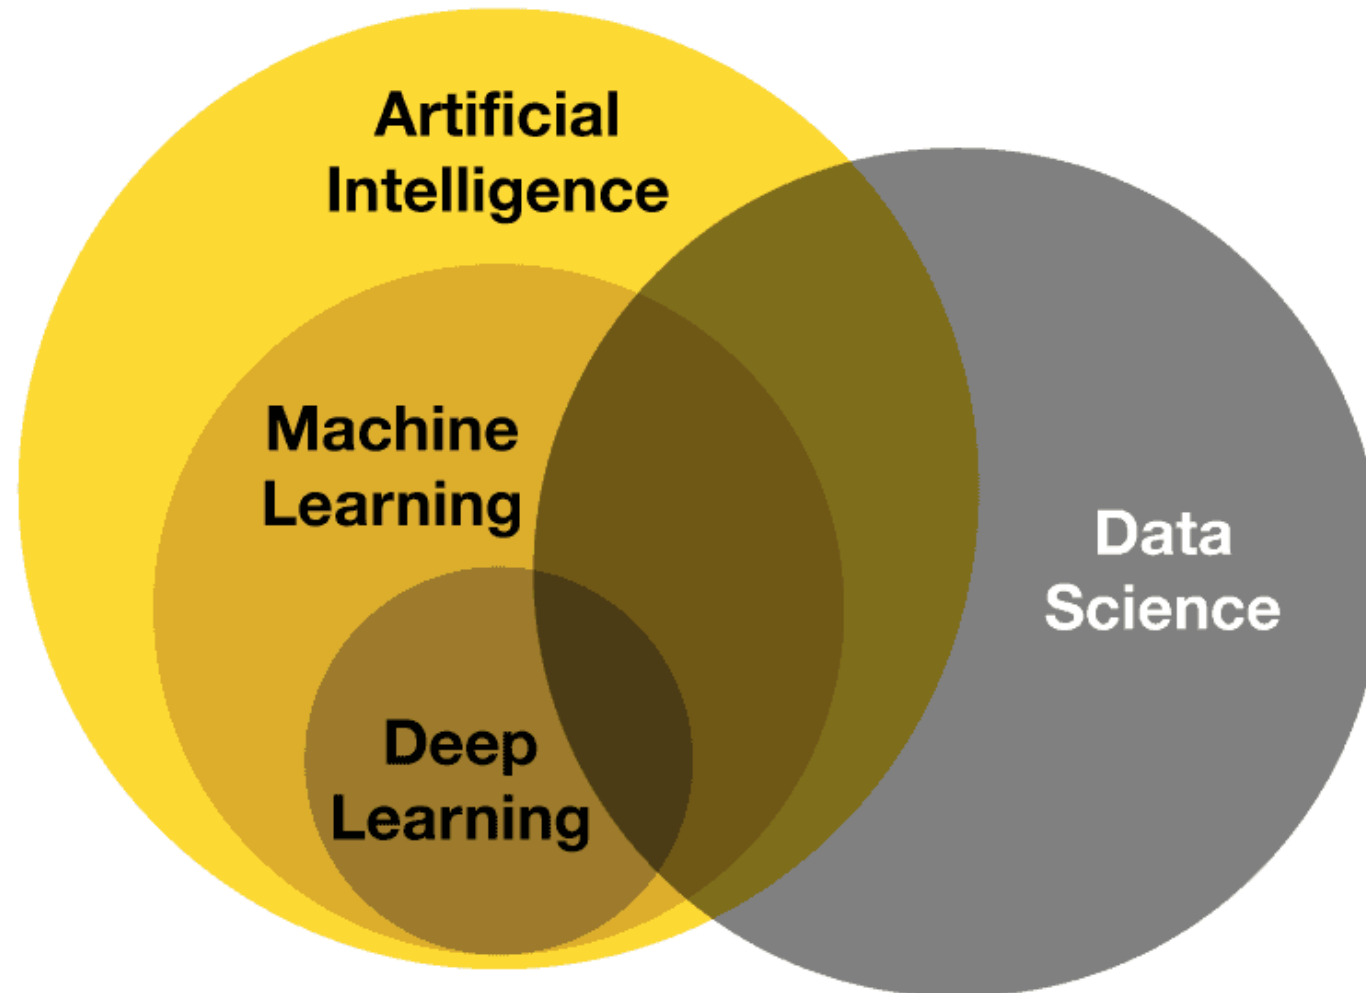 Artificial
Intelligence
Machine
Learning
Deep
Learning
Data
Science